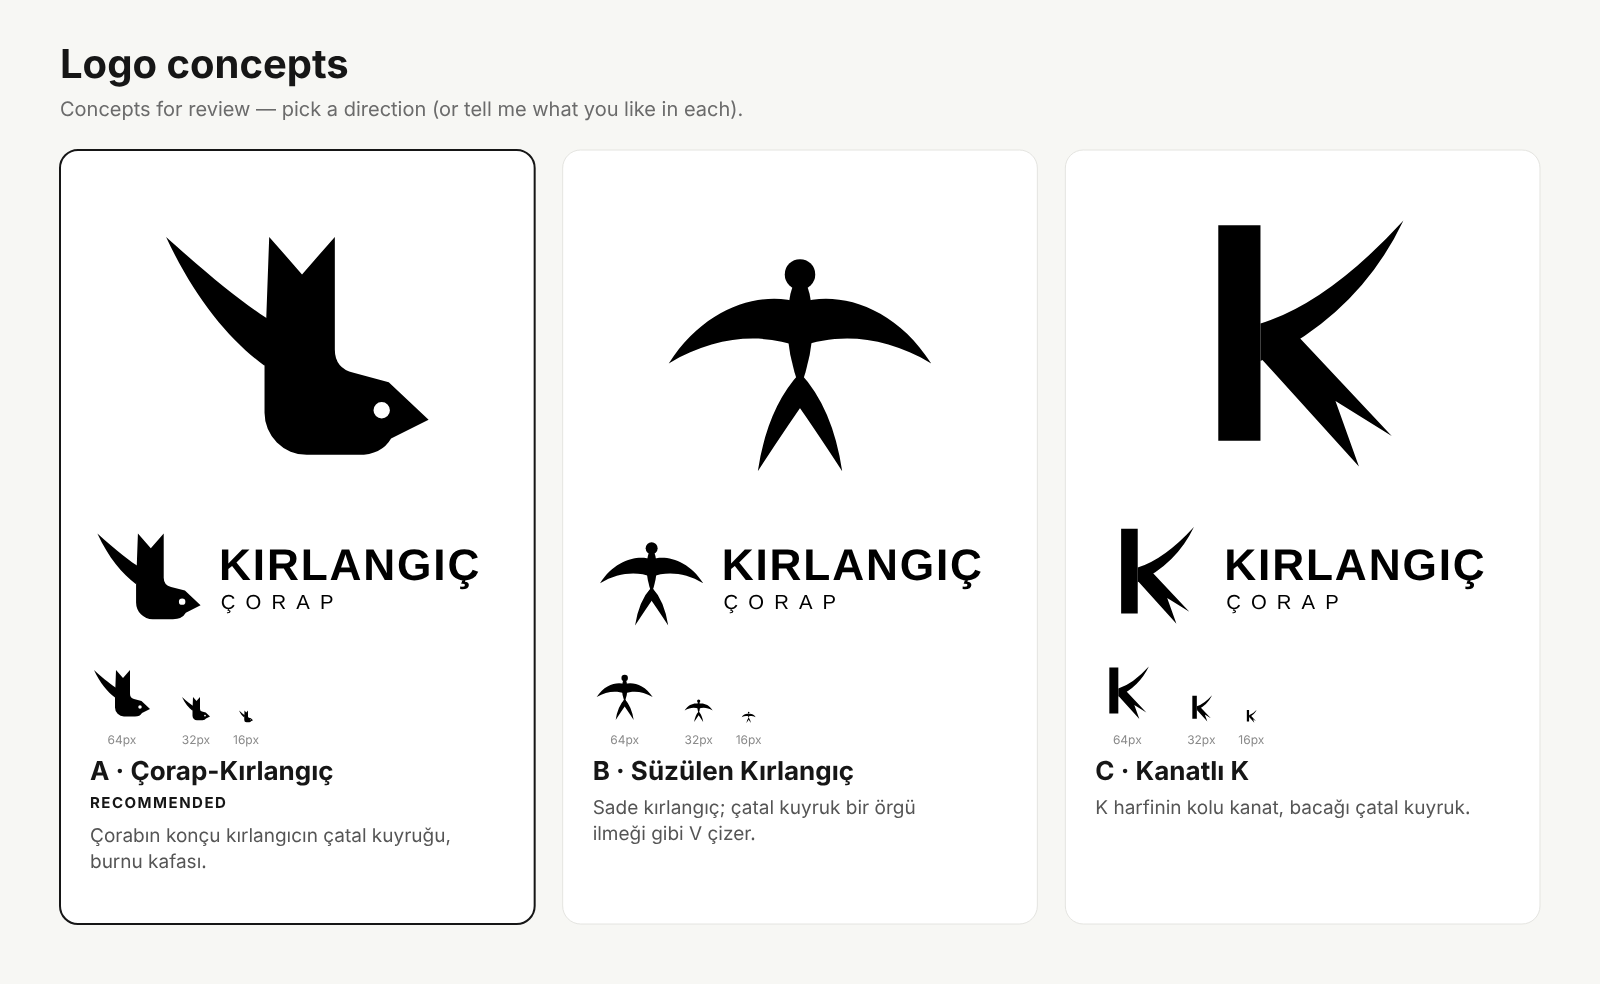 Logo concepts
Concepts for review — pick a direction (or tell me what you like in each).
KIRLANGIÇ
ÇORAP
64px 32px 16px
A · Çorap-Kırlangıç
RECOMMENDED
Çorabın konçu kırlangıcın çatal kuyruğu,
burnu kafası.
KIRLANGIÇ
ÇORAP
64px 32px 16px
B · Süzülen Kırlangıç
Sade kırlangıç; çatal kuyruk bir örgü
ilmeği gibi V çizer.
K
KIRLANGIÇ
ÇORAP
64px 32px 16px
C · Kanatlı K
K harfinin kolu kanat, bacağı çatal kuyruk.